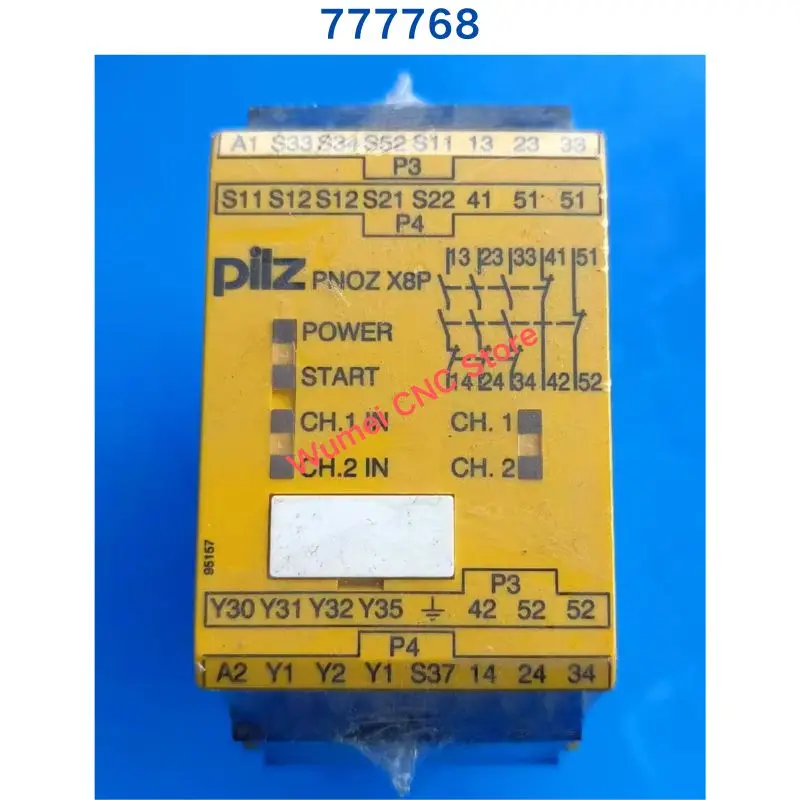 777768
A1 S33 S34 S52 S11 13 23 33
P3
S11 S12 S12 S21 S22 41 51 51
P4
pilz PNOZ X8P
13 23 33 41 51
POWER
START
14 24 34 42 52
CH.1 IN CH. 1
CH.2 IN CH. 2
Wumei CNC Store
95157
P3
Y30 Y31 Y32 Y35 42 52 52
P4
A2 Y1 Y2 Y1 S37 14 24 34